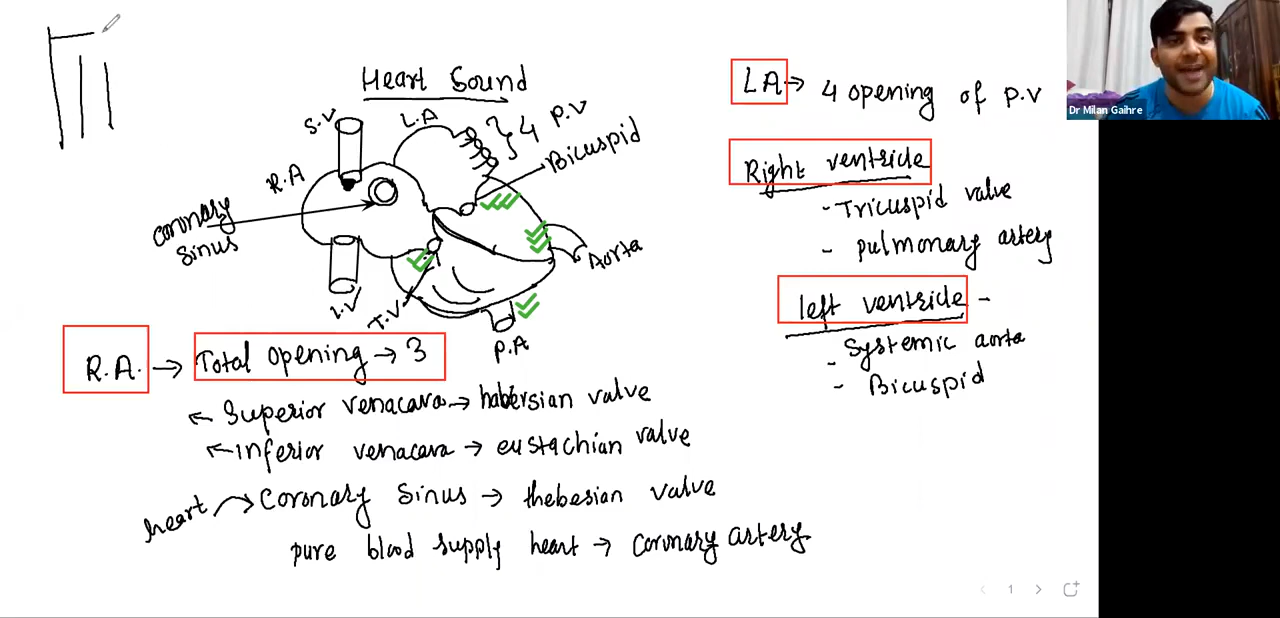 Heart Sound
S.V
L.A
4 P.V
Bicuspid
R.A
Coronary
Sinus
Aorta
I.V
T.V
P.A
R.A. → Total opening → 3
← Superior venacava → habersian valve
← inferior venacava → eustachian valve
heart → Coronary Sinus → thebesian valve
pure blood supply heart → coronary artery
LA → 4 opening of P.V
Right ventricle
- Tricuspid valve
- pulmonary artery
left ventricle -
- Systemic aorta
- Bicuspid
Dr Milan Gaihre
1